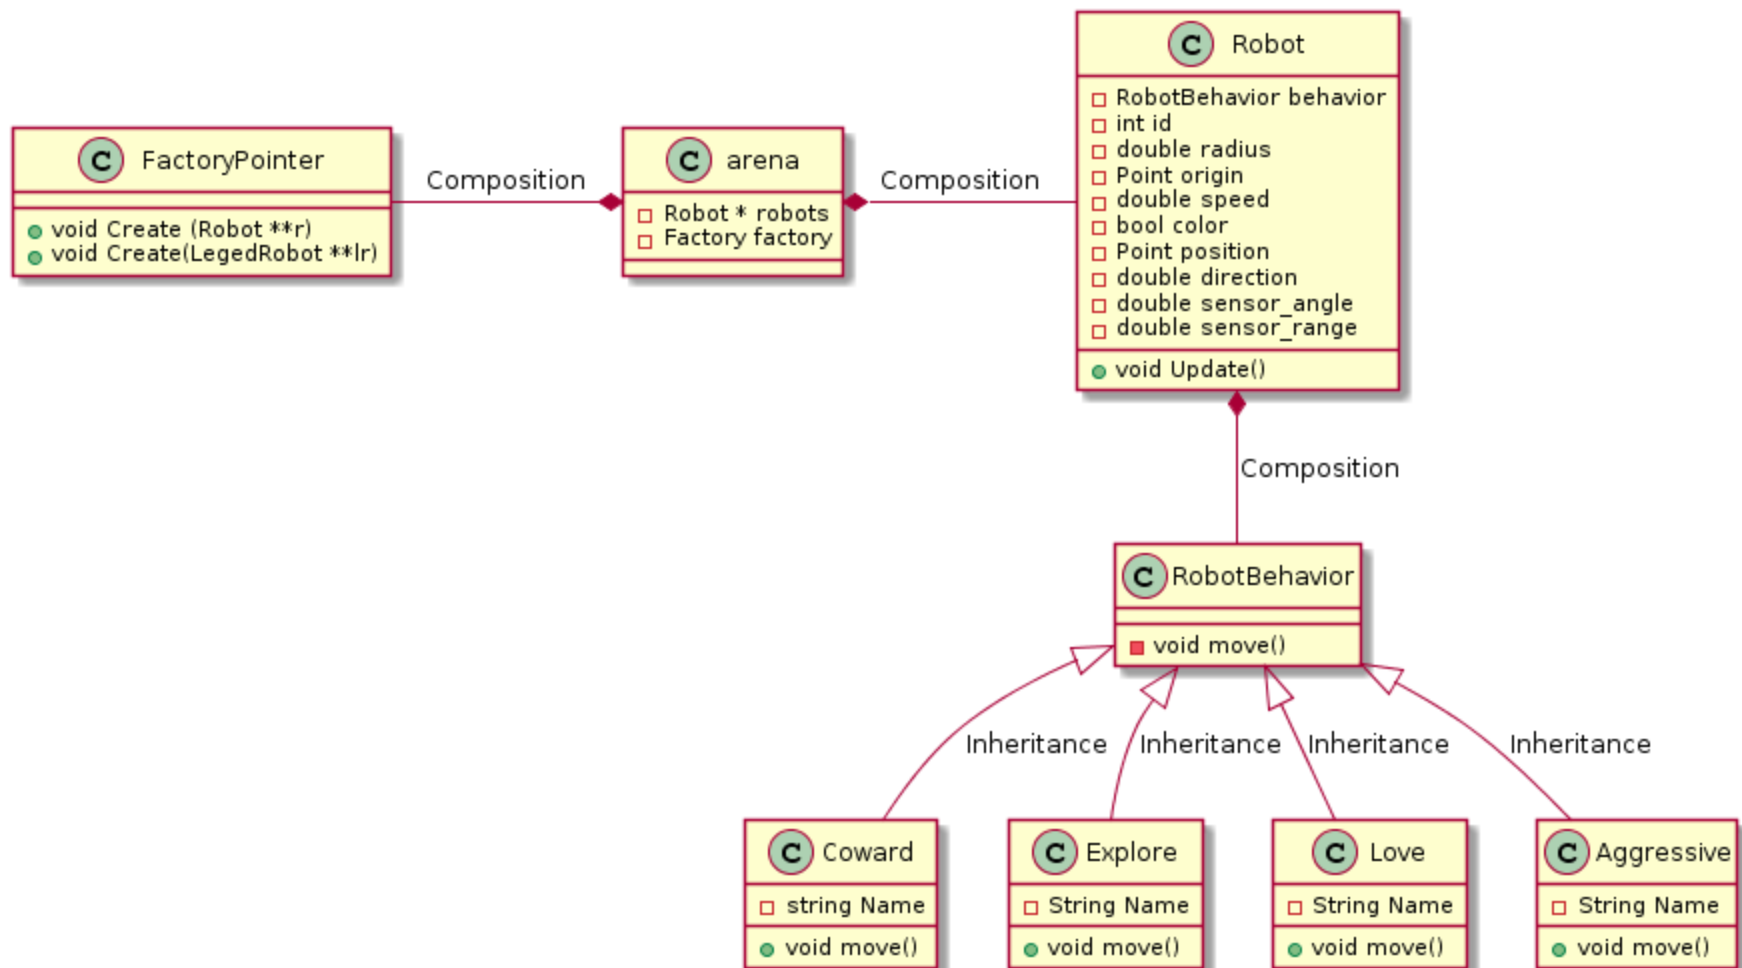 C Robot
RobotBehavior behavior
int id
double radius
Point origin
double speed
bool color
Point position
double direction
double sensor_angle
double sensor_range
void Update()
C FactoryPointer
void Create (Robot **r)
void Create(LegedRobot **lr)
Composition
C arena
Robot * robots
Factory factory
Composition
Composition
C RobotBehavior
void move()
Inheritance
Inheritance
Inheritance
Inheritance
C Coward
string Name
void move()
C Explore
String Name
void move()
C Love
String Name
void move()
C Aggressive
String Name
void move()